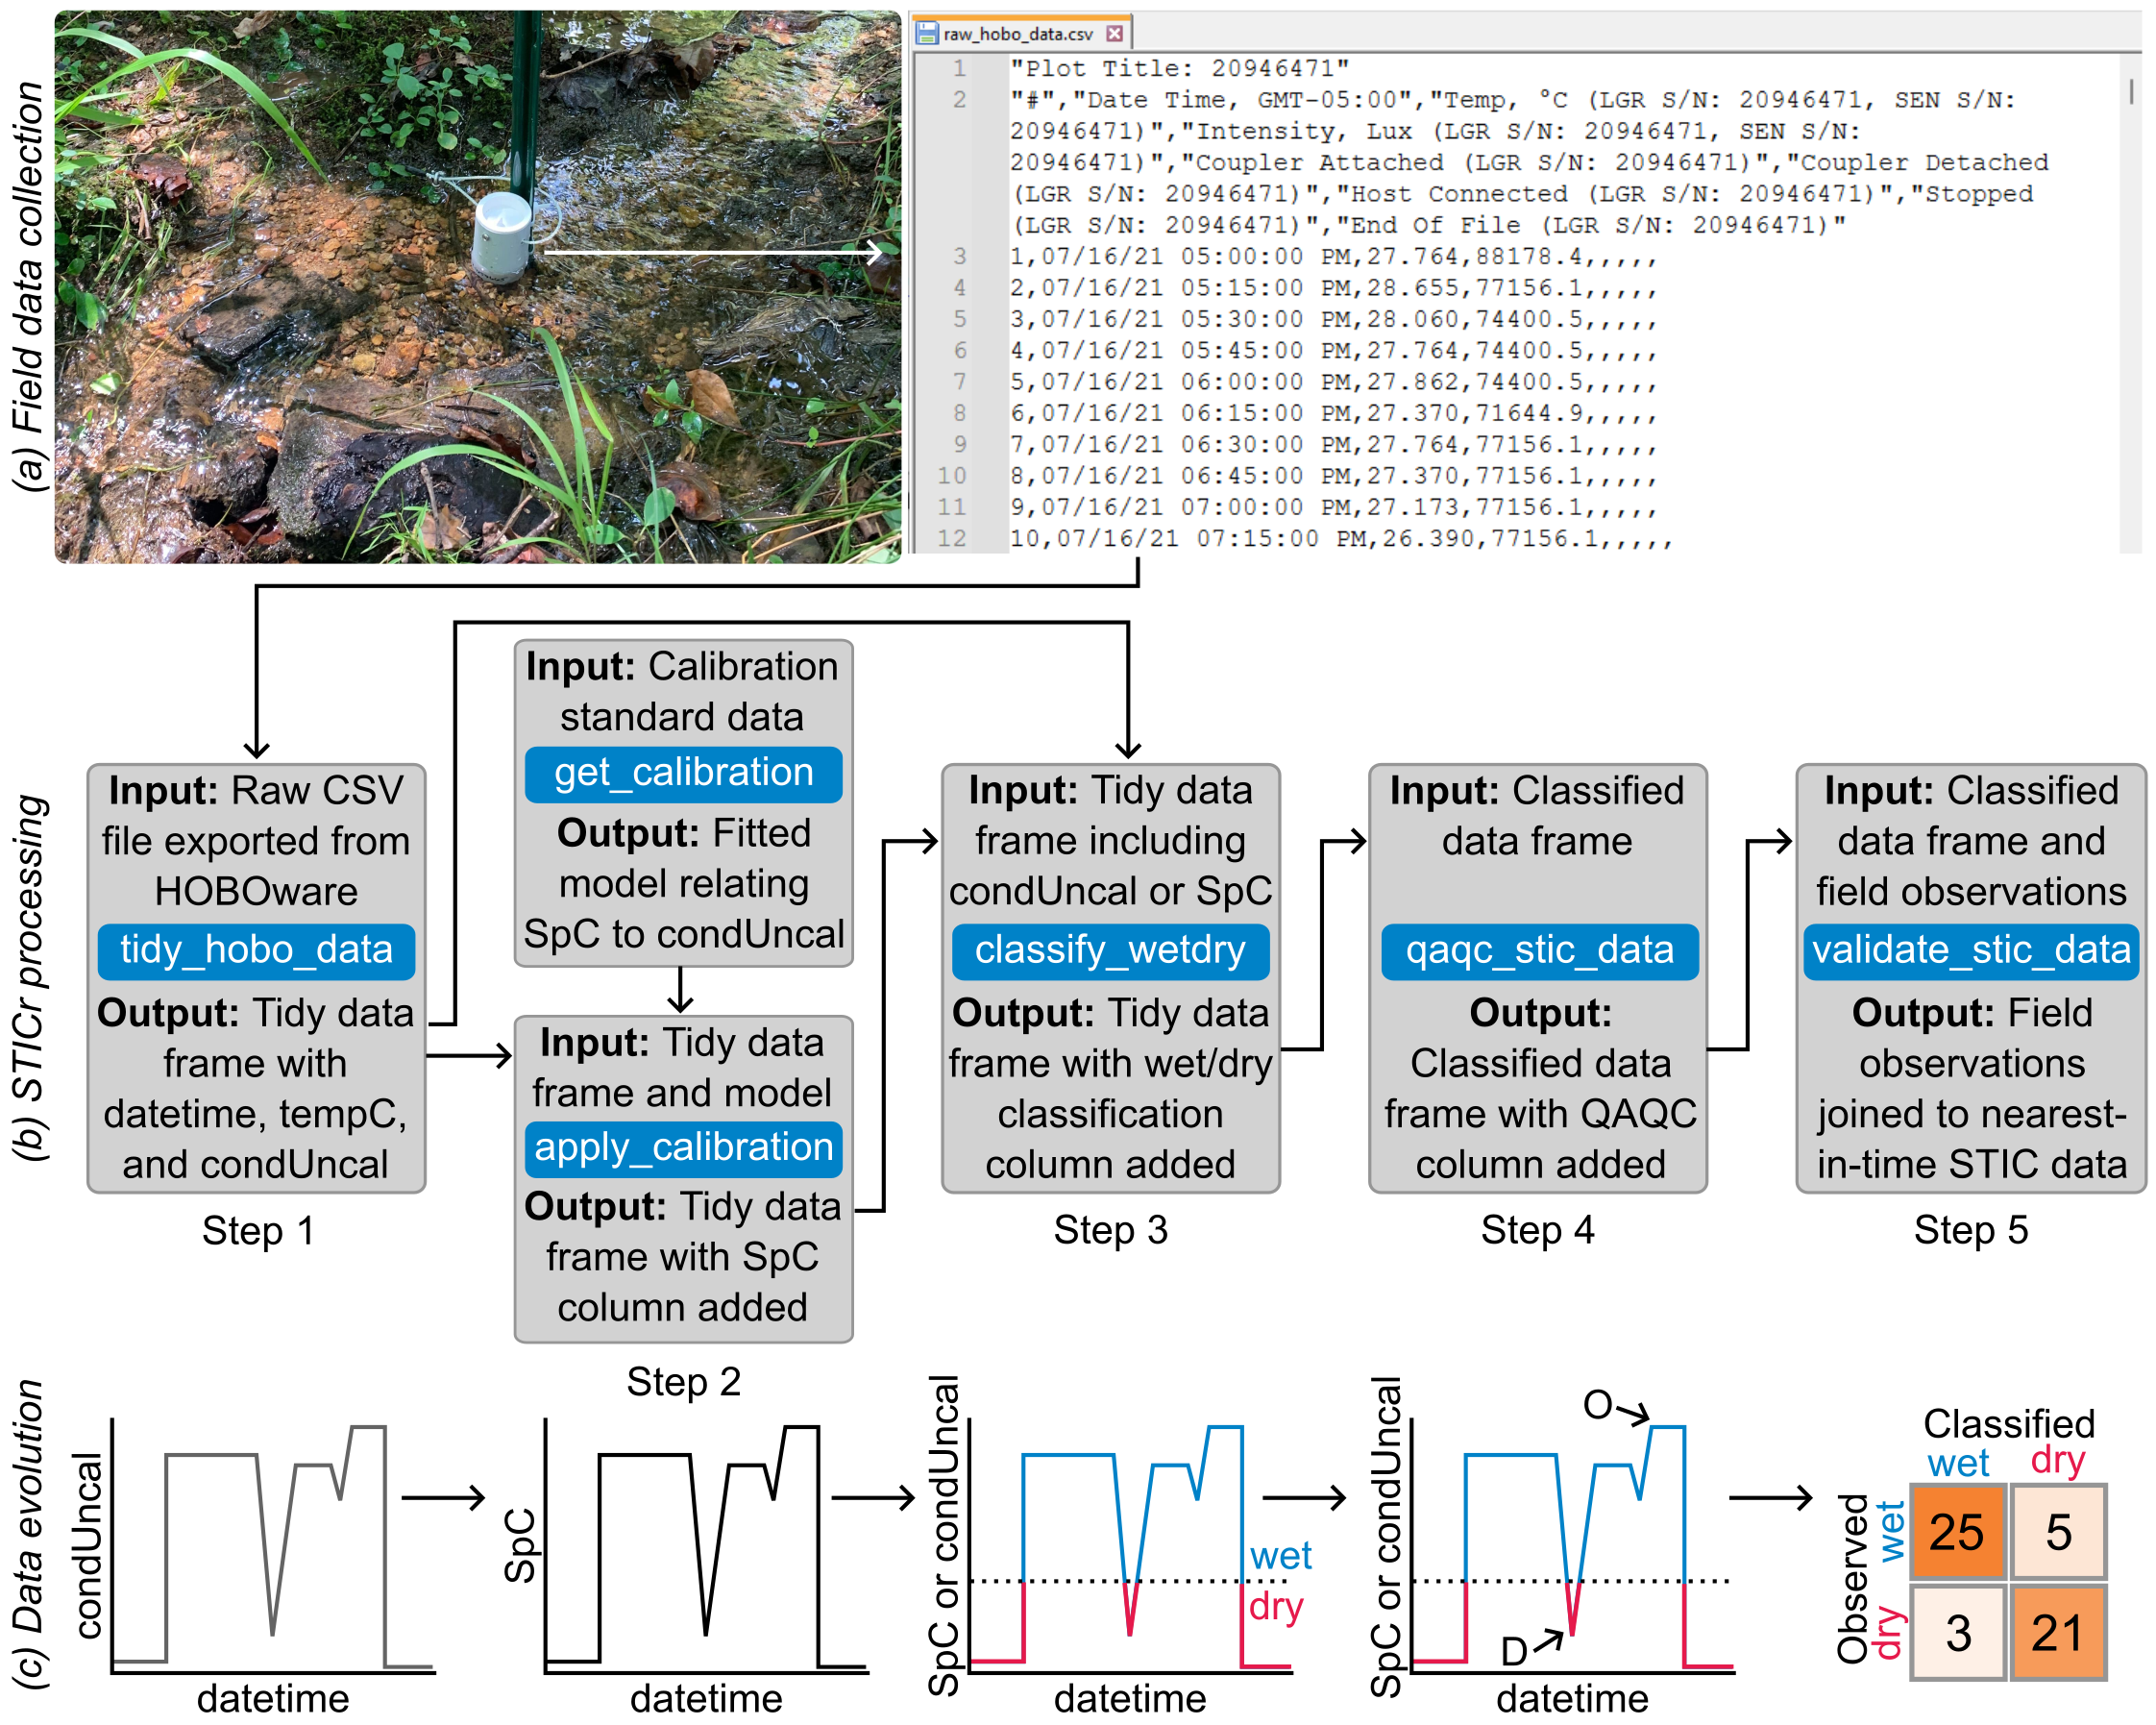 (a) Field data collection
raw_hobo_data.csv
1 "Plot Title: 20946471"
2 "#","Date Time, GMT-05:00","Temp, °C (LGR S/N: 20946471, SEN S/N:
20946471)","Intensity, Lux (LGR S/N: 20946471, SEN S/N:
20946471)","Coupler Attached (LGR S/N: 20946471)","Coupler Detached
(LGR S/N: 20946471)","Host Connected (LGR S/N: 20946471)","Stopped
(LGR S/N: 20946471)","End Of File (LGR S/N: 20946471)"
3 1,07/16/21 05:00:00 PM,27.764,88178.4,,,,,
4 2,07/16/21 05:15:00 PM,28.655,77156.1,,,,,
5 3,07/16/21 05:30:00 PM,28.060,74400.5,,,,,
6 4,07/16/21 05:45:00 PM,27.764,74400.5,,,,,
7 5,07/16/21 06:00:00 PM,27.862,74400.5,,,,,
8 6,07/16/21 06:15:00 PM,27.370,71644.9,,,,,
9 7,07/16/21 06:30:00 PM,27.764,77156.1,,,,,
10 8,07/16/21 06:45:00 PM,27.370,77156.1,,,,,
11 9,07/16/21 07:00:00 PM,27.173,77156.1,,,,,
12 10,07/16/21 07:15:00 PM,26.390,77156.1,,,,,
(b) STICr processing
Input: Raw CSV
file exported from
HOBOware
tidy_hobo_data
Output: Tidy data
frame with
datetime, tempC,
and condUncal
Step 1
Input: Calibration
standard data
get_calibration
Output: Fitted
model relating
SpC to condUncal
Input: Tidy data
frame and model
apply_calibration
Output: Tidy data
frame with SpC
column added
Step 2
Input: Tidy data
frame including
condUncal or SpC
classify_wetdry
Output: Tidy data
frame with wet/dry
classification
column added
Step 3
Input: Classified
data frame
qaqc_stic_data
Output:
Classified data
frame with QAQC
column added
Step 4
Input: Classified
data frame and
field observations
validate_stic_data
Output: Field
observations
joined to nearest-
in-time STIC data
Step 5
(c) Data evolution
condUncal
datetime
SpC
datetime
SpC or condUncal
wet
dry
datetime
SpC or condUncal
O
D
datetime
Classified
wet dry
Observed
wet
25 5
dry
3 21